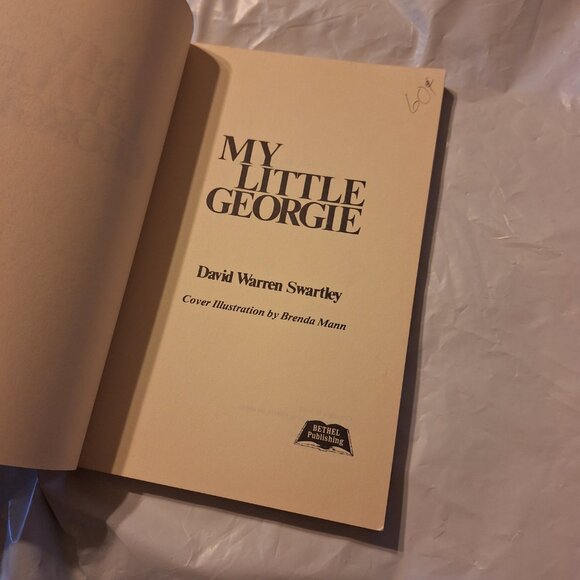 60¢
MY
LITTLE
GEORGIE
David Warren Swartley
Cover Illustration by Brenda Mann
BETHEL
Publishing